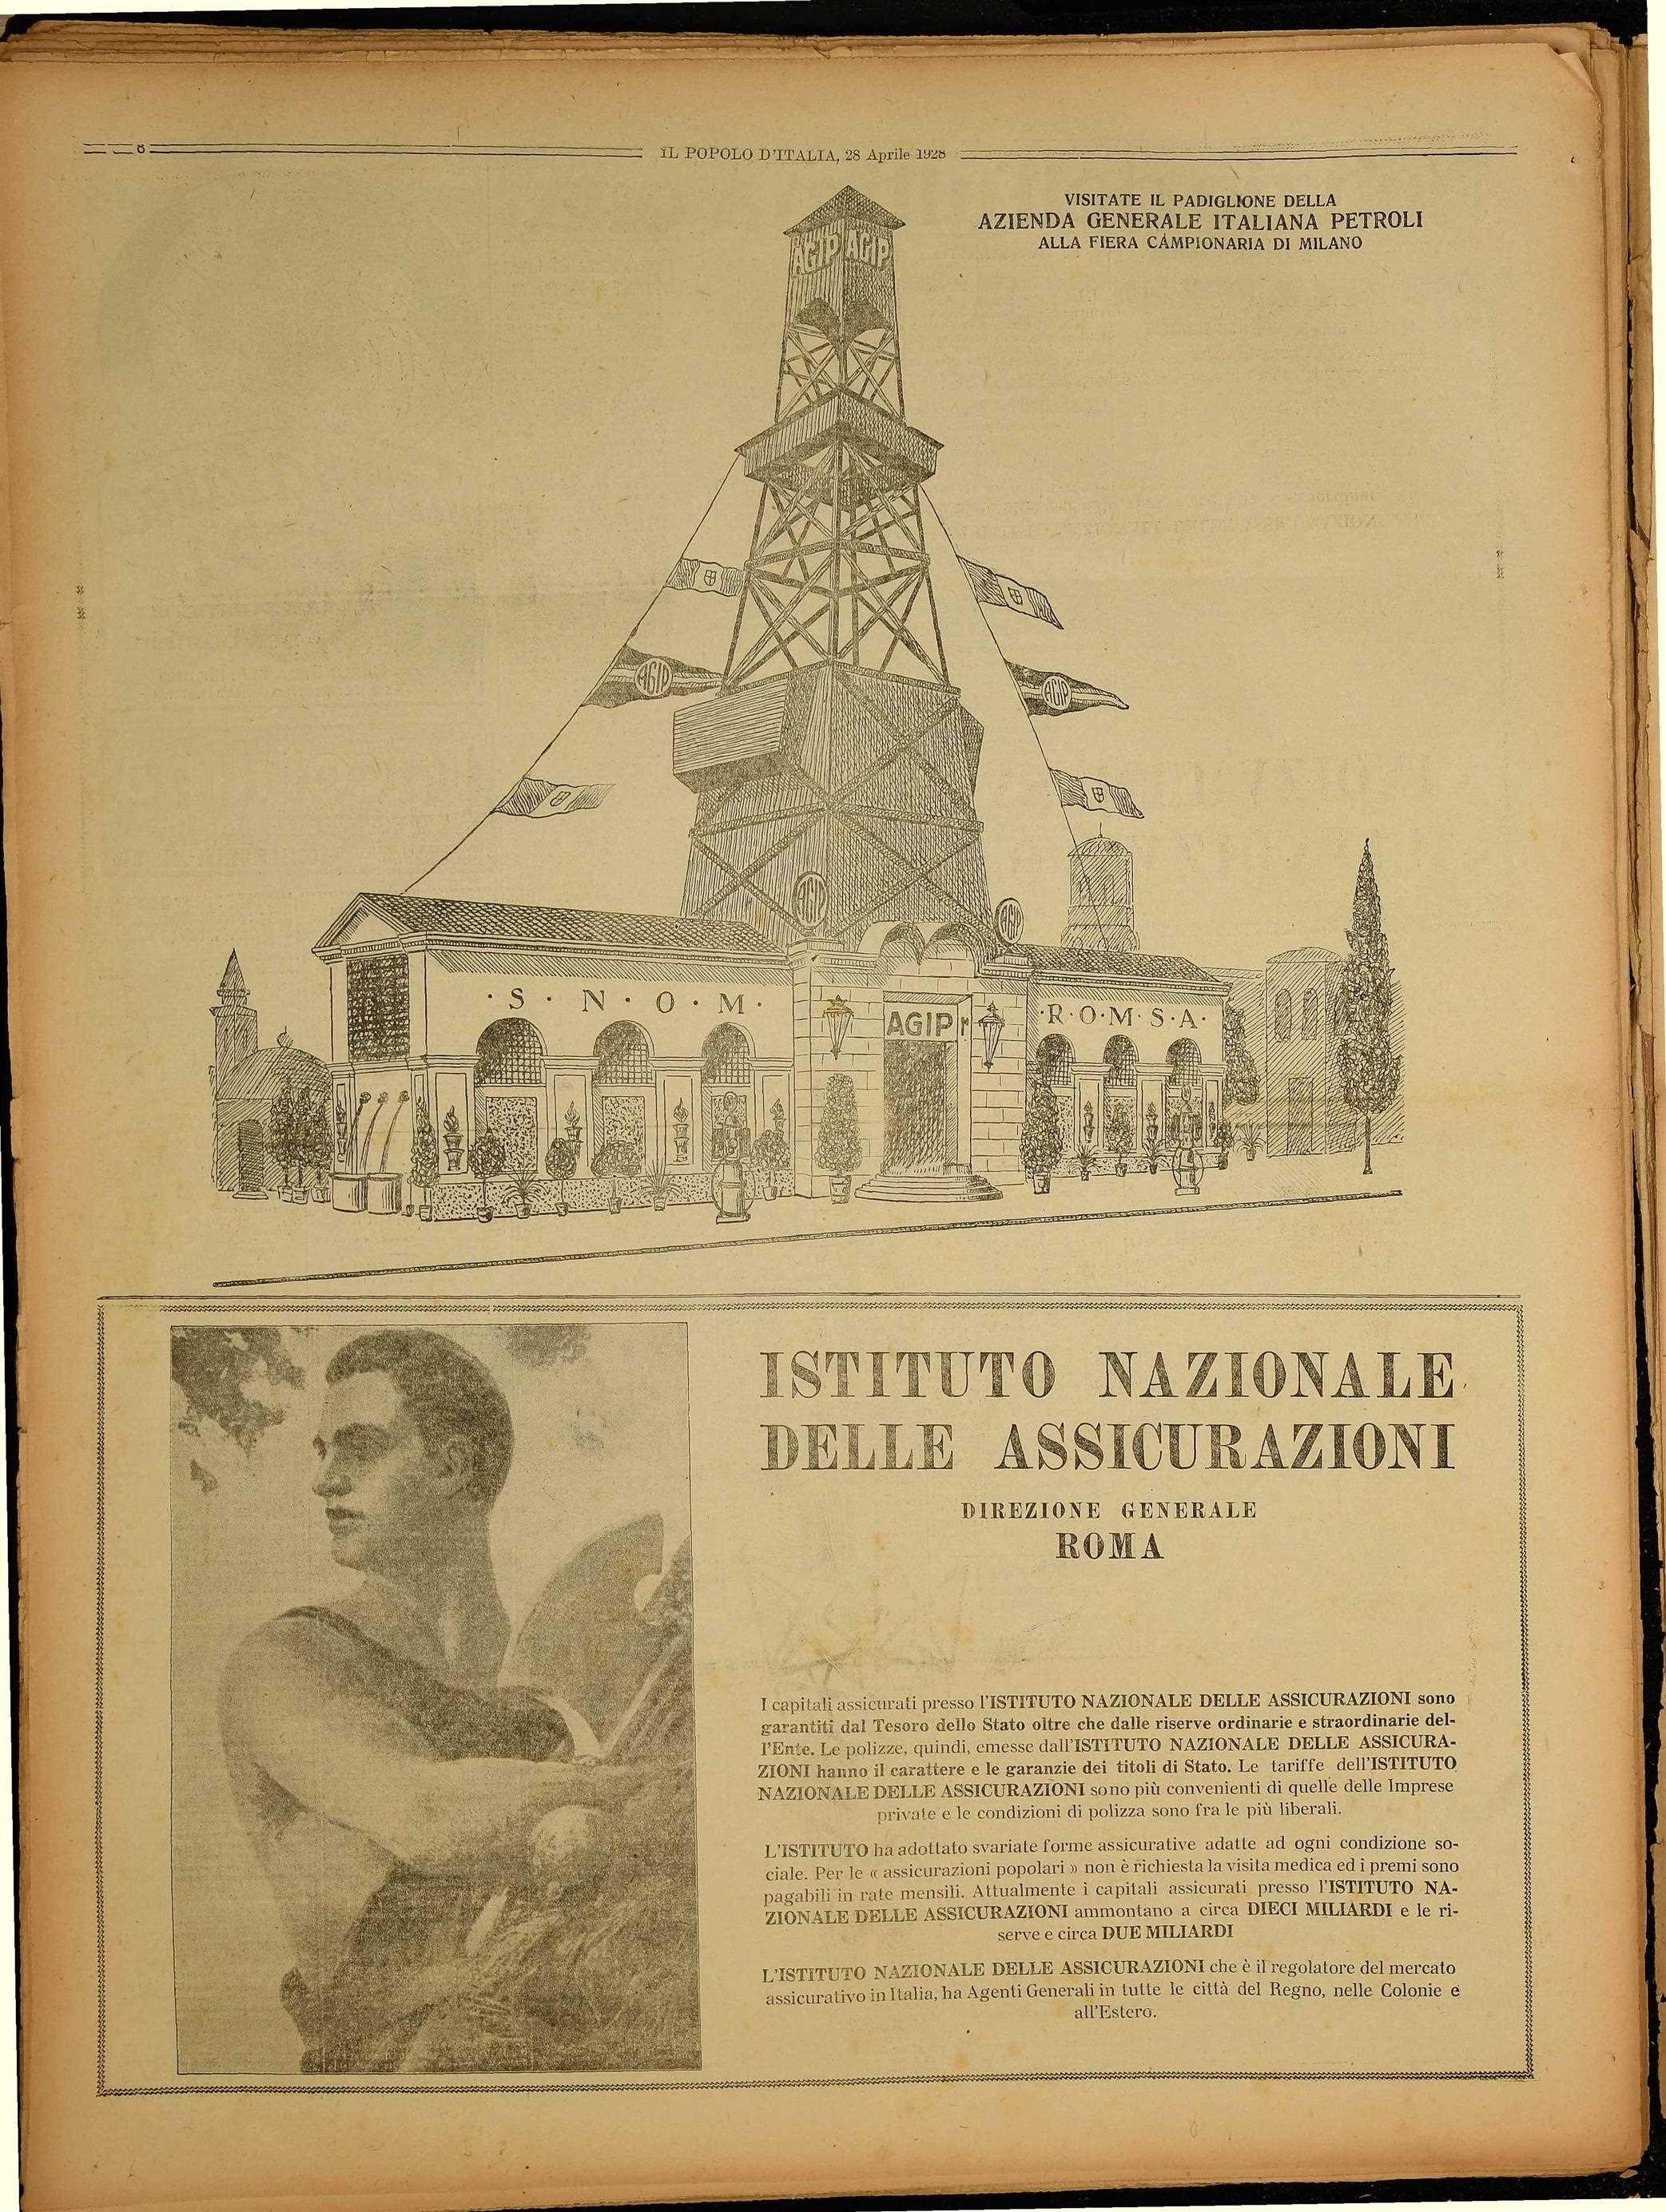 8
IL POPOLO D'ITALIA, 28 Aprile 1928
VISITATE IL PADIGLIONE DELLA
AZIENDA GENERALE ITALIANA PETROLI
ALLA FIERA CAMPIONARIA DI MILANO
AGIP AGIP
AGIP
AGIP
AGIP
AGIP
· S · N · O · M ·
AGIP
· R · O · M · S · A ·
ISTITUTO NAZIONALE
DELLE ASSICURAZIONI
DIREZIONE GENERALE
ROMA
I capitali assicurati presso l'ISTITUTO NAZIONALE DELLE ASSICURAZIONI sono
garantiti dal Tesoro dello Stato oltre che dalle riserve ordinarie e straordinarie del-
l'Ente. Le polizze, quindi, emesse dall'ISTITUTO NAZIONALE DELLE ASSICURA-
ZIONI hanno il carattere e le garanzie dei titoli di Stato. Le tariffe dell'ISTITUTO
NAZIONALE DELLE ASSICURAZIONI sono più convenienti di quelle delle Imprese
private e le condizioni di polizza sono fra le più liberali.
L'ISTITUTO ha adottato svariate forme assicurative adatte ad ogni condizione so-
ciale. Per le « assicurazioni popolari » non è richiesta la visita medica ed i premi sono
pagabili in rate mensili. Attualmente i capitali assicurati presso l'ISTITUTO NA-
ZIONALE DELLE ASSICURAZIONI ammontano a circa DIECI MILIARDI e le ri-
serve e circa DUE MILIARDI
L'ISTITUTO NAZIONALE DELLE ASSICURAZIONI che è il regolatore del mercato
assicurativo in Italia, ha Agenti Generali in tutte le città del Regno, nelle Colonie e
all'Estero.